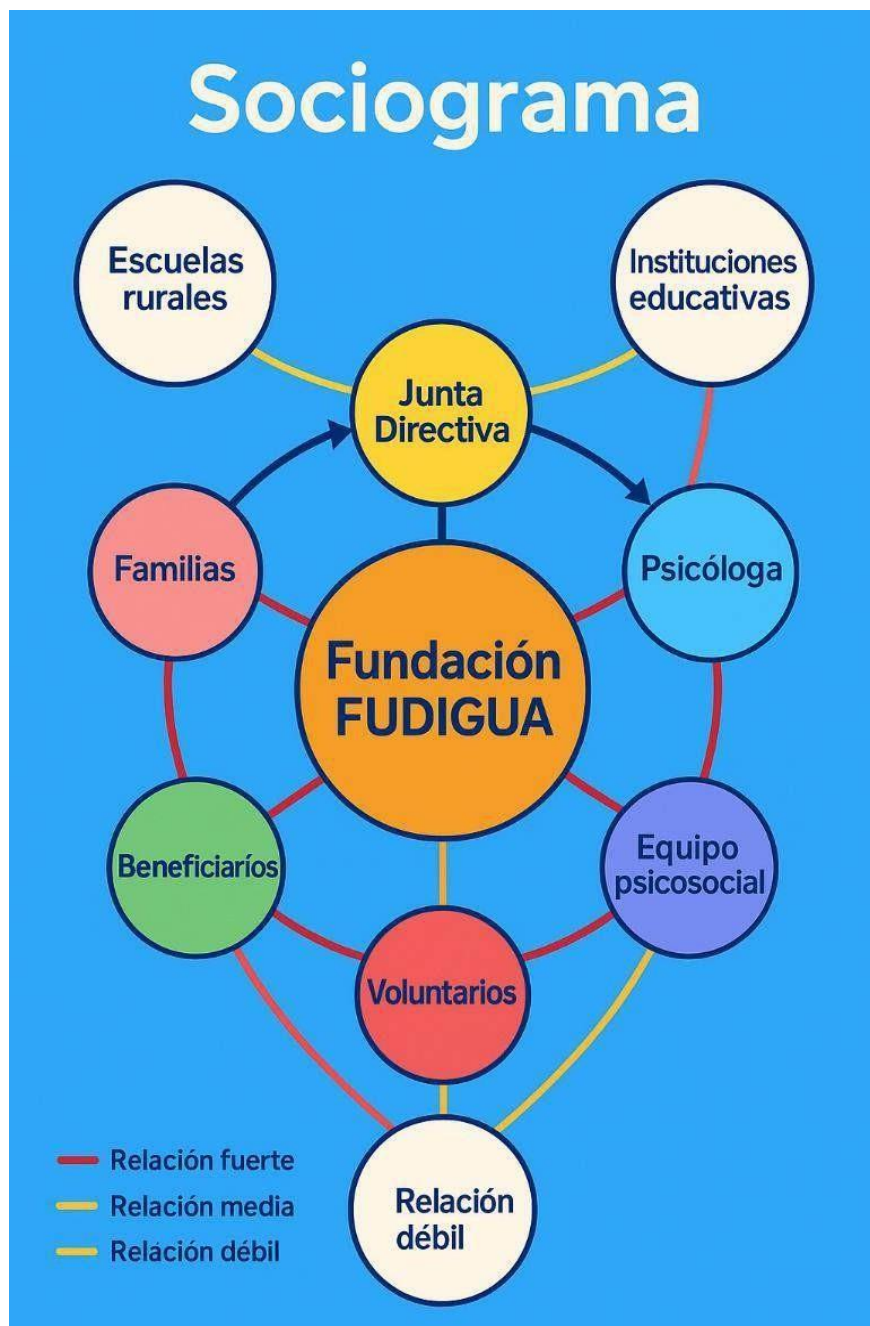 Sociograma
Escuelas
rurales
Instituciones
educativas
Junta
Directiva
Familias
Psicóloga
Fundación
FUDIGUA
Beneficiaríos
Equipo
psicosocial
Voluntarios
Relación fuerte
Relación media
Relación débil
Relación
débil